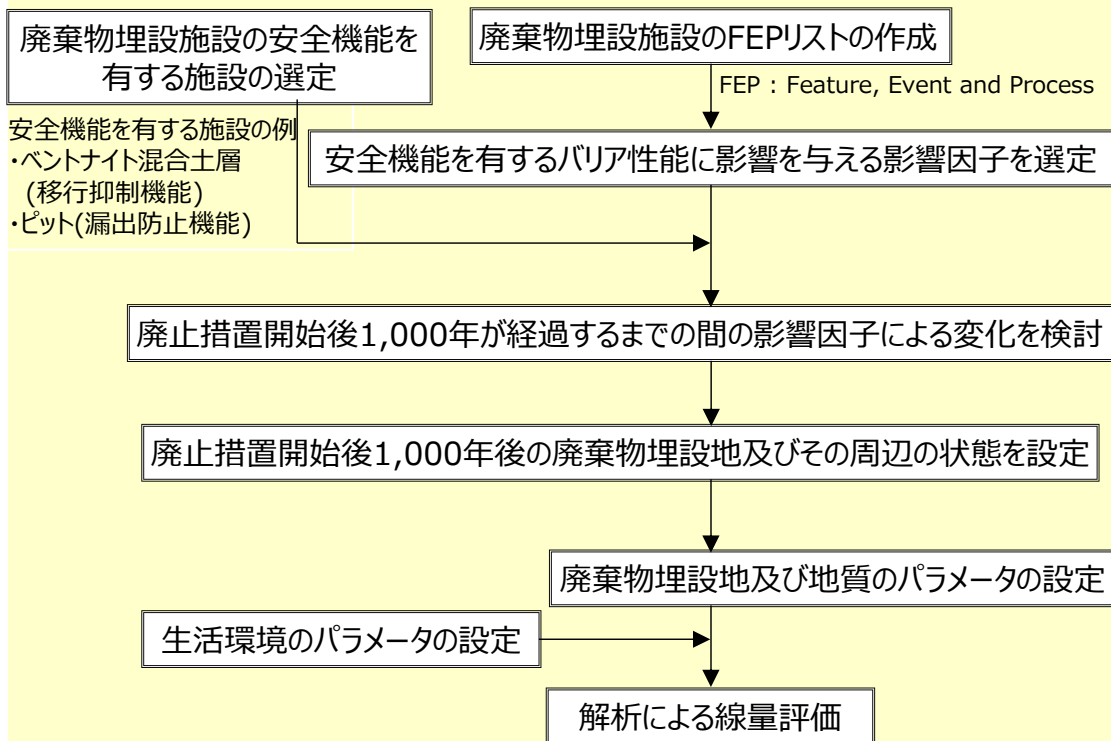 廃棄物埋設施設の安全機能を
有する施設の選定
安全機能を有する施設の例
・ベントナイト混合土層
(移行抑制機能)
・ピット(漏出防止機能)
廃棄物埋設施設のFEPリストの作成
FEP : Feature, Event and Process
安全機能を有するバリア性能に影響を与える影響因子を選定
廃止措置開始後1,000年が経過するまでの間の影響因子による変化を検討
廃止措置開始後1,000年後の廃棄物埋設地及びその周辺の状態を設定
廃棄物埋設地及び地質のパラメータの設定
生活環境のパラメータの設定
解析による線量評価